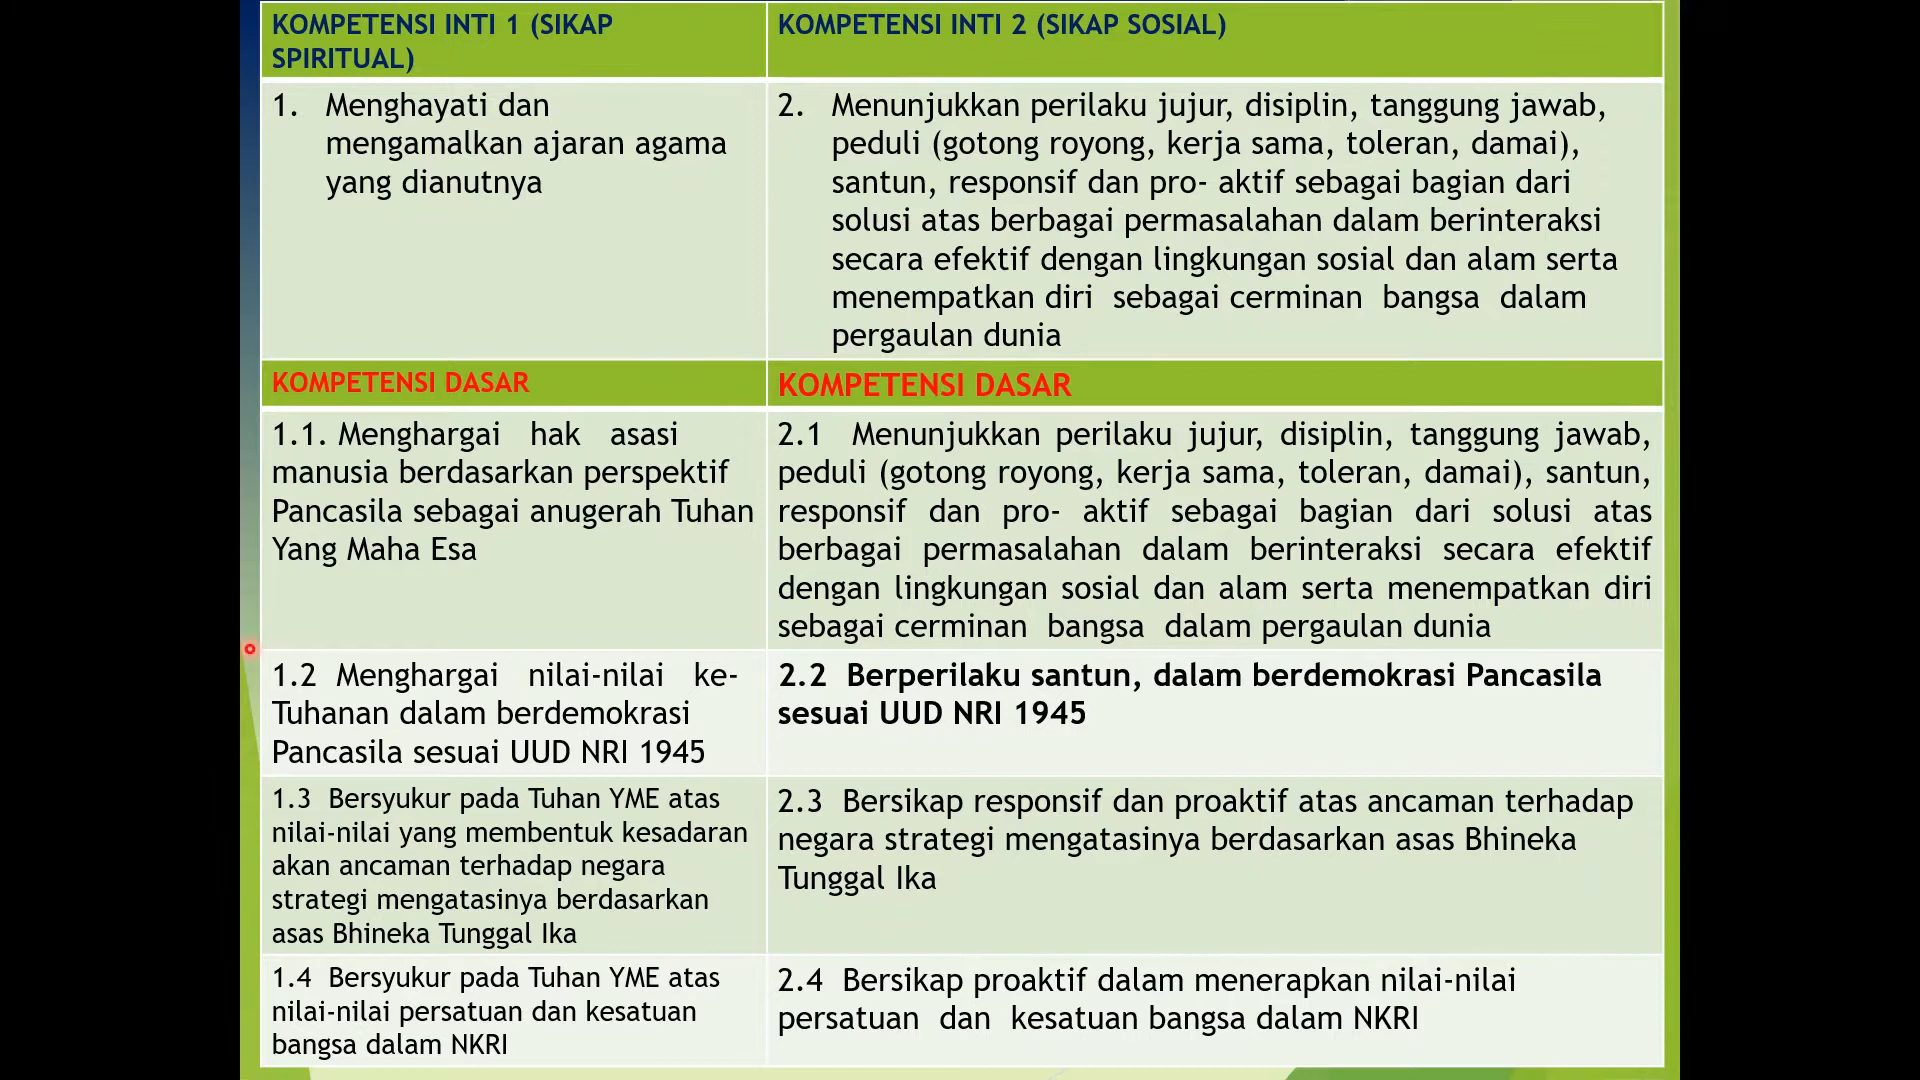 KOMPETENSI INTI 1 (SIKAP
SPIRITUAL)
KOMPETENSI INTI 2 (SIKAP SOSIAL)
1. Menghayati dan
mengamalkan ajaran agama
yang dianutnya
2. Menunjukkan perilaku jujur, disiplin, tanggung jawab,
peduli (gotong royong, kerja sama, toleran, damai),
santun, responsif dan pro- aktif sebagai bagian dari
solusi atas berbagai permasalahan dalam berinteraksi
secara efektif dengan lingkungan sosial dan alam serta
menempatkan diri sebagai cerminan bangsa dalam
pergaulan dunia
KOMPETENSI DASAR
KOMPETENSI DASAR
1.1. Menghargai hak asasi
manusia berdasarkan perspektif
Pancasila sebagai anugerah Tuhan
Yang Maha Esa
2.1 Menunjukkan perilaku jujur, disiplin, tanggung jawab,
peduli (gotong royong, kerja sama, toleran, damai), santun,
responsif dan pro- aktif sebagai bagian dari solusi atas
berbagai permasalahan dalam berinteraksi secara efektif
dengan lingkungan sosial dan alam serta menempatkan diri
sebagai cerminan bangsa dalam pergaulan dunia
1.2 Menghargai nilai-nilai ke-
Tuhanan dalam berdemokrasi
Pancasila sesuai UUD NRI 1945
2.2 Berperilaku santun, dalam berdemokrasi Pancasila
sesuai UUD NRI 1945
1.3 Bersyukur pada Tuhan YME atas
nilai-nilai yang membentuk kesadaran
akan ancaman terhadap negara
strategi mengatasinya berdasarkan
asas Bhineka Tunggal Ika
2.3 Bersikap responsif dan proaktif atas ancaman terhadap
negara strategi mengatasinya berdasarkan asas Bhineka
Tunggal Ika
1.4 Bersyukur pada Tuhan YME atas
nilai-nilai persatuan dan kesatuan
bangsa dalam NKRI
2.4 Bersikap proaktif dalam menerapkan nilai-nilai
persatuan dan kesatuan bangsa dalam NKRI